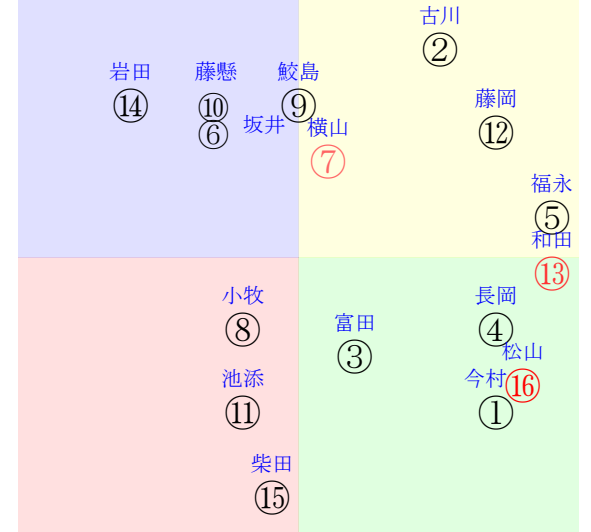 古川
②
岩田 藤懸 鮫島
⑭ ⑩ ⑨
藤岡
⑫
⑥ 坂井 横山
⑦
福永
⑤
和田
⑬
小牧 長岡
⑧ ④
富田
③
松山
⑯
池添 今村
⑪ ①
柴田
⑮